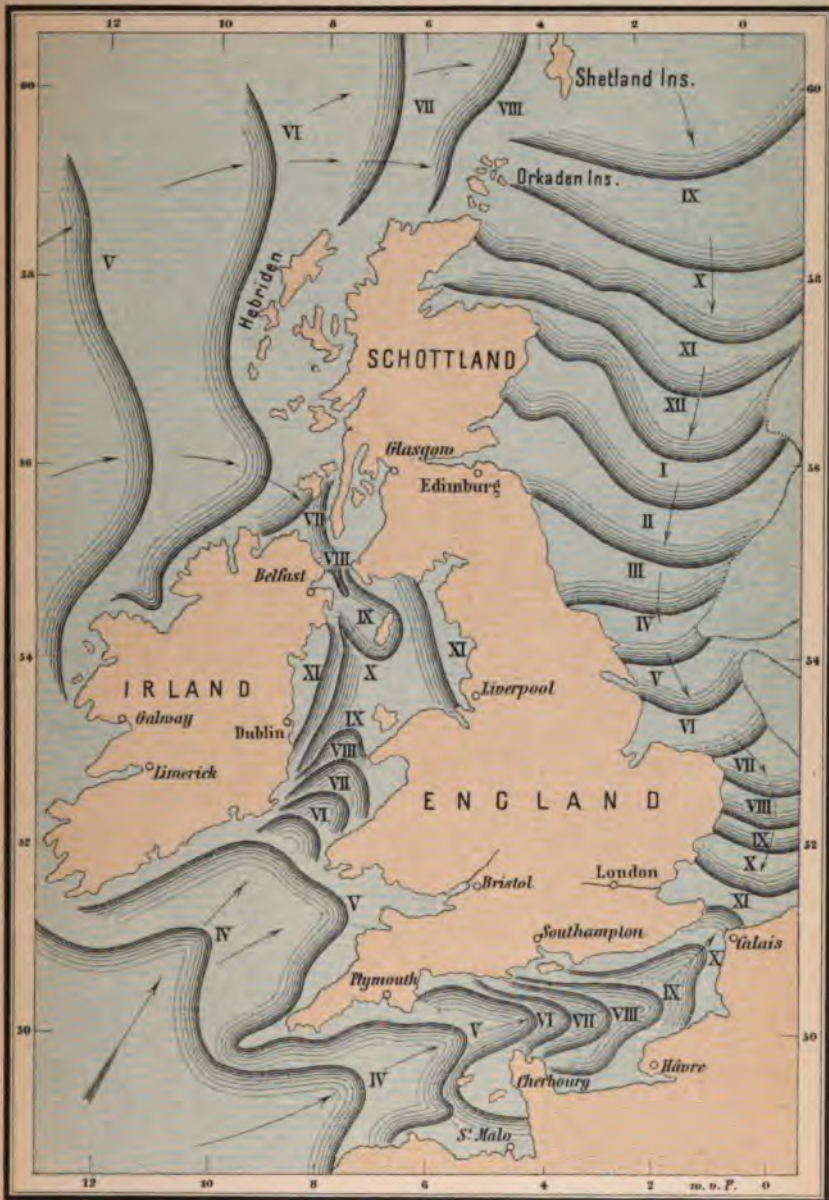 12 10 8 6 4 2 0
60 60
Shetland Ins.
VI VII VIII
Orkaden Ins.
IX
V
58 58
Hebriden
X
XI
SCHOTTLAND
XII
Glasgow
56 I 56
Edimburg
VII II
VIII III
Belfast
IX IV
54 XI X XI 54
V
IRLAND Liverpool
Galway VI
Dublin IX
VIII VII
Limerick VII
ENGLAND VIII
VI
52 IX 52
X
Bristol London
V XI
IV
Southampton Calais
X
Plymouth IX
50 V VI VII VIII 50
IV
Cherbourg Hâvre
St Malo
12 10 8 6 4 2 w. v. P. 0